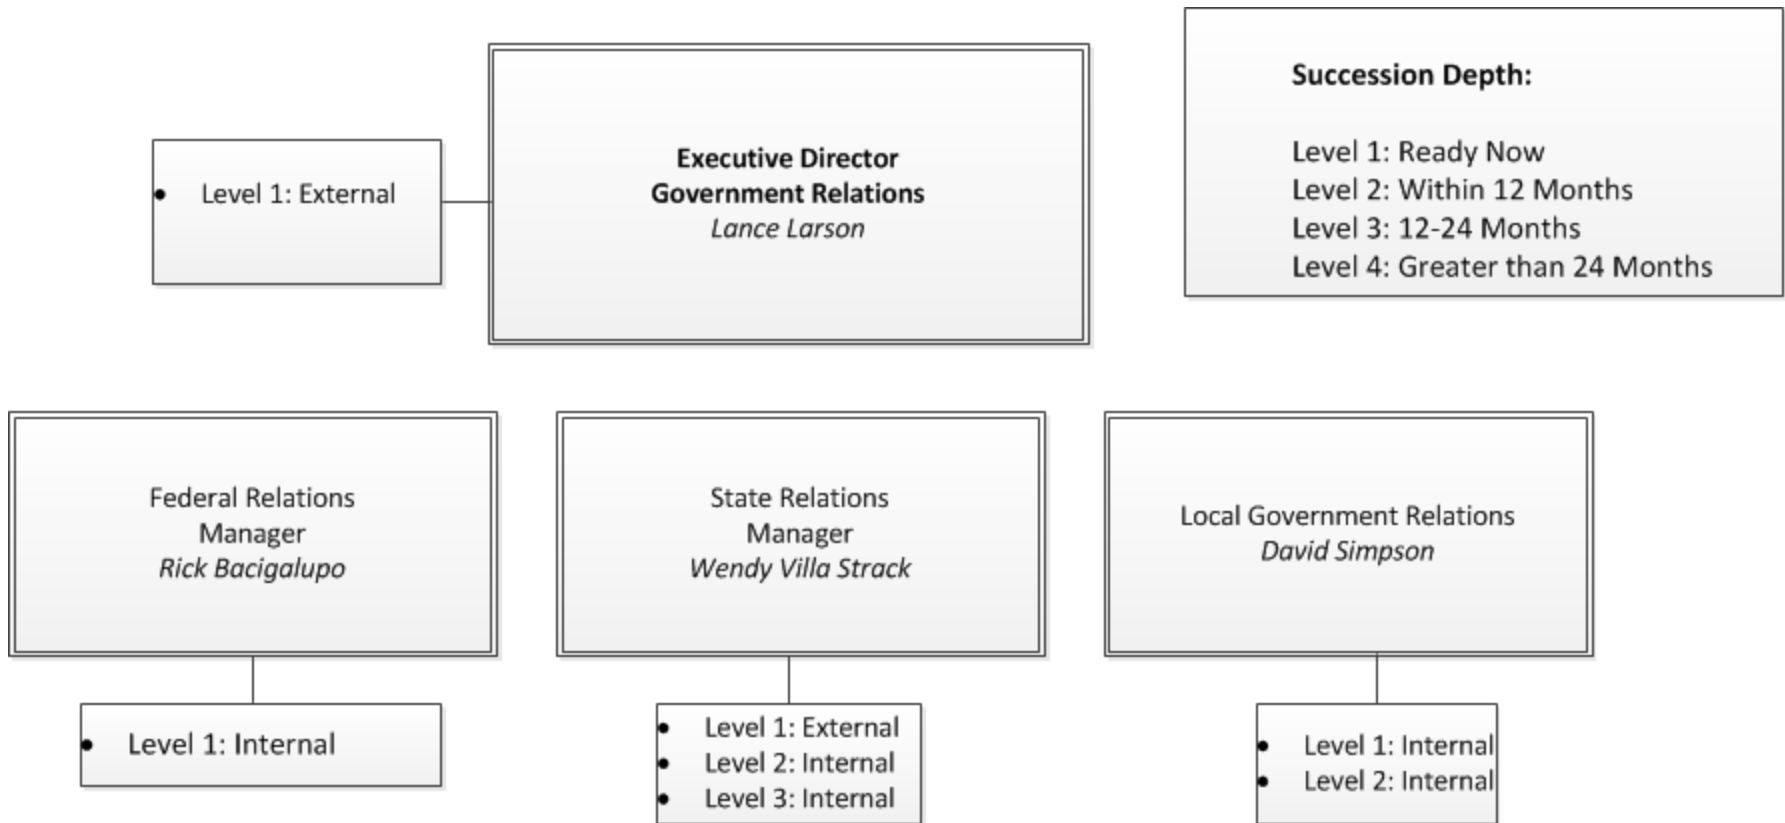 Succession Depth:
Level 1: Ready Now
Level 2: Within 12 Months
Level 3: 12-24 Months
Level 4: Greater than 24 Months
Executive Director
Government Relations
Lance Larson
• Level 1: External
Federal Relations
Manager
Rick Bacigalupo
• Level 1: Internal
State Relations
Manager
Wendy Villa Strack
• Level 1: External
• Level 2: Internal
• Level 3: Internal
Local Government Relations
David Simpson
• Level 1: Internal
• Level 2: Internal